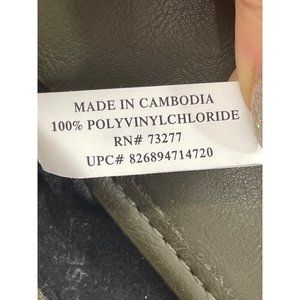 MADE IN CAMBODIA
100% POLYVINYLCHLORIDE
RN# 73277
UPC# 826894714720